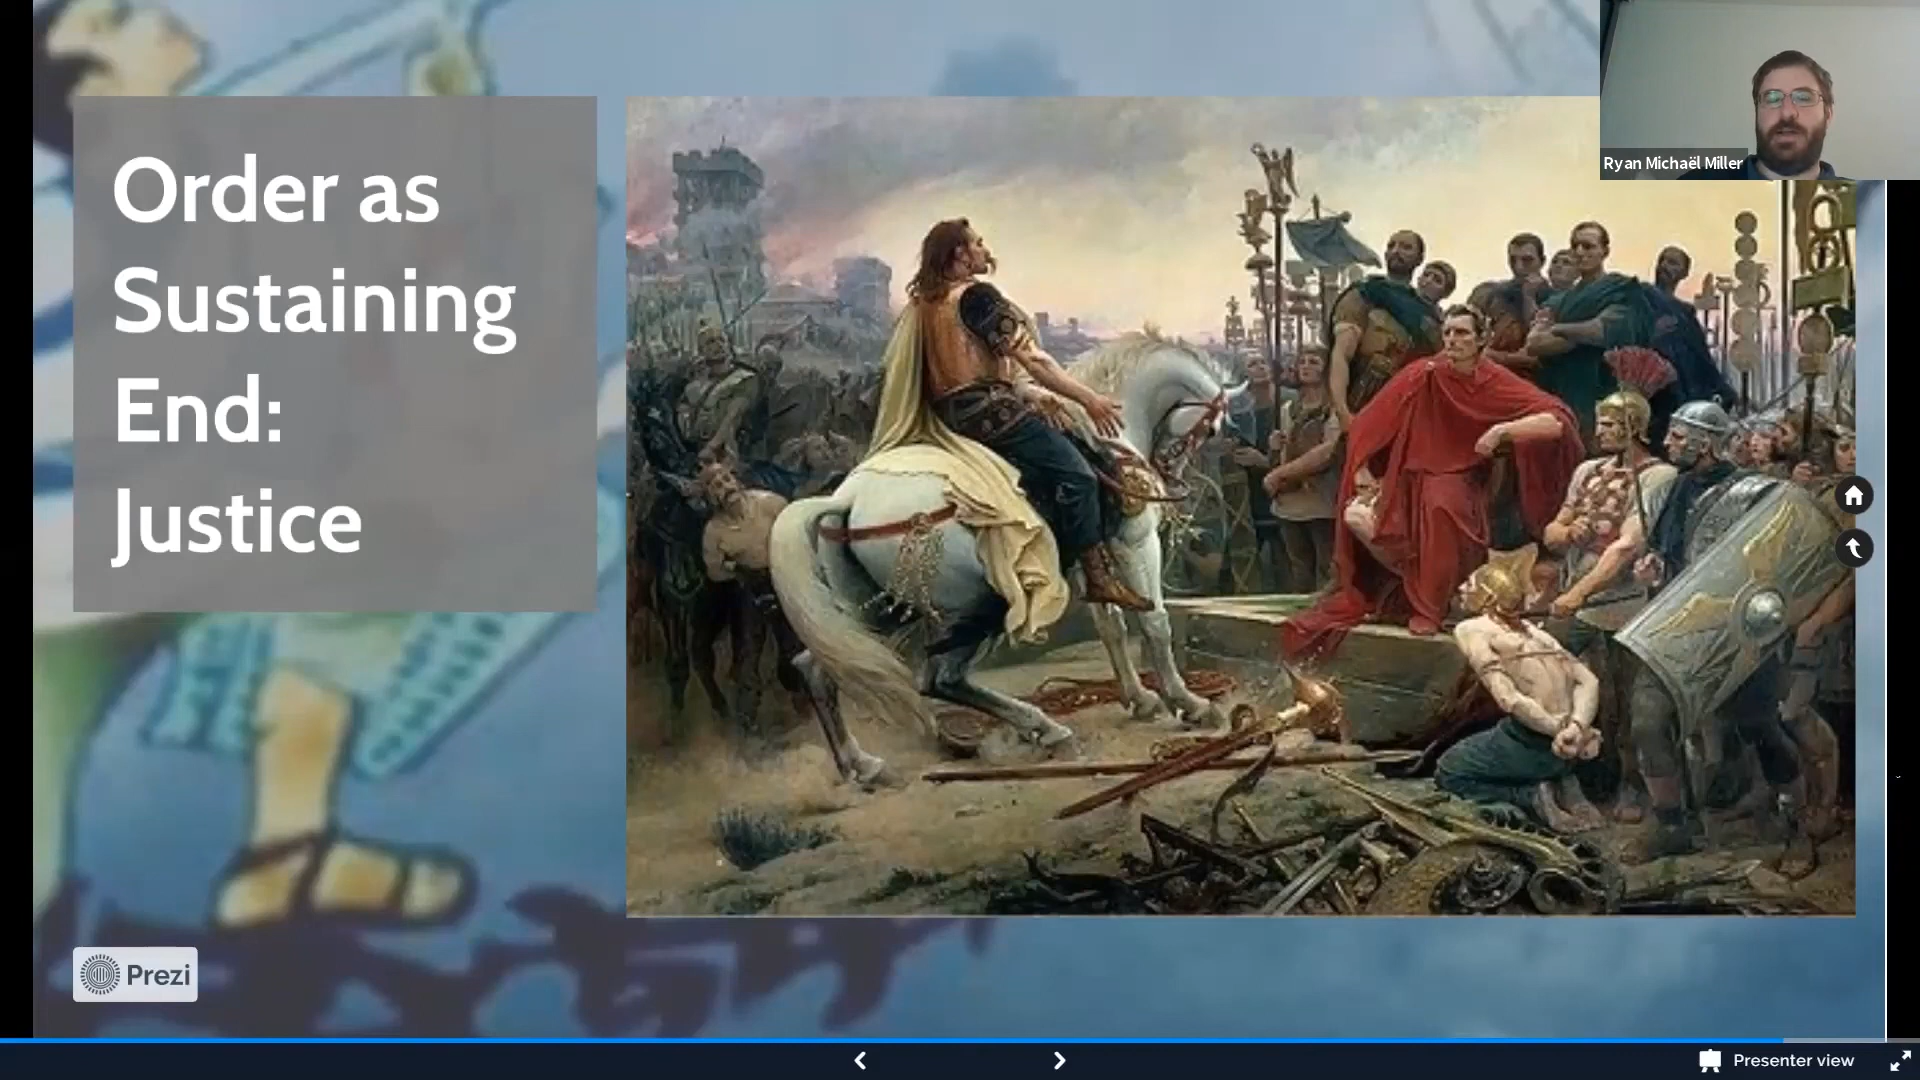 Order as
Sustaining
End:
Justice
Ryan Michaël Miller
Prezi
Presenter view